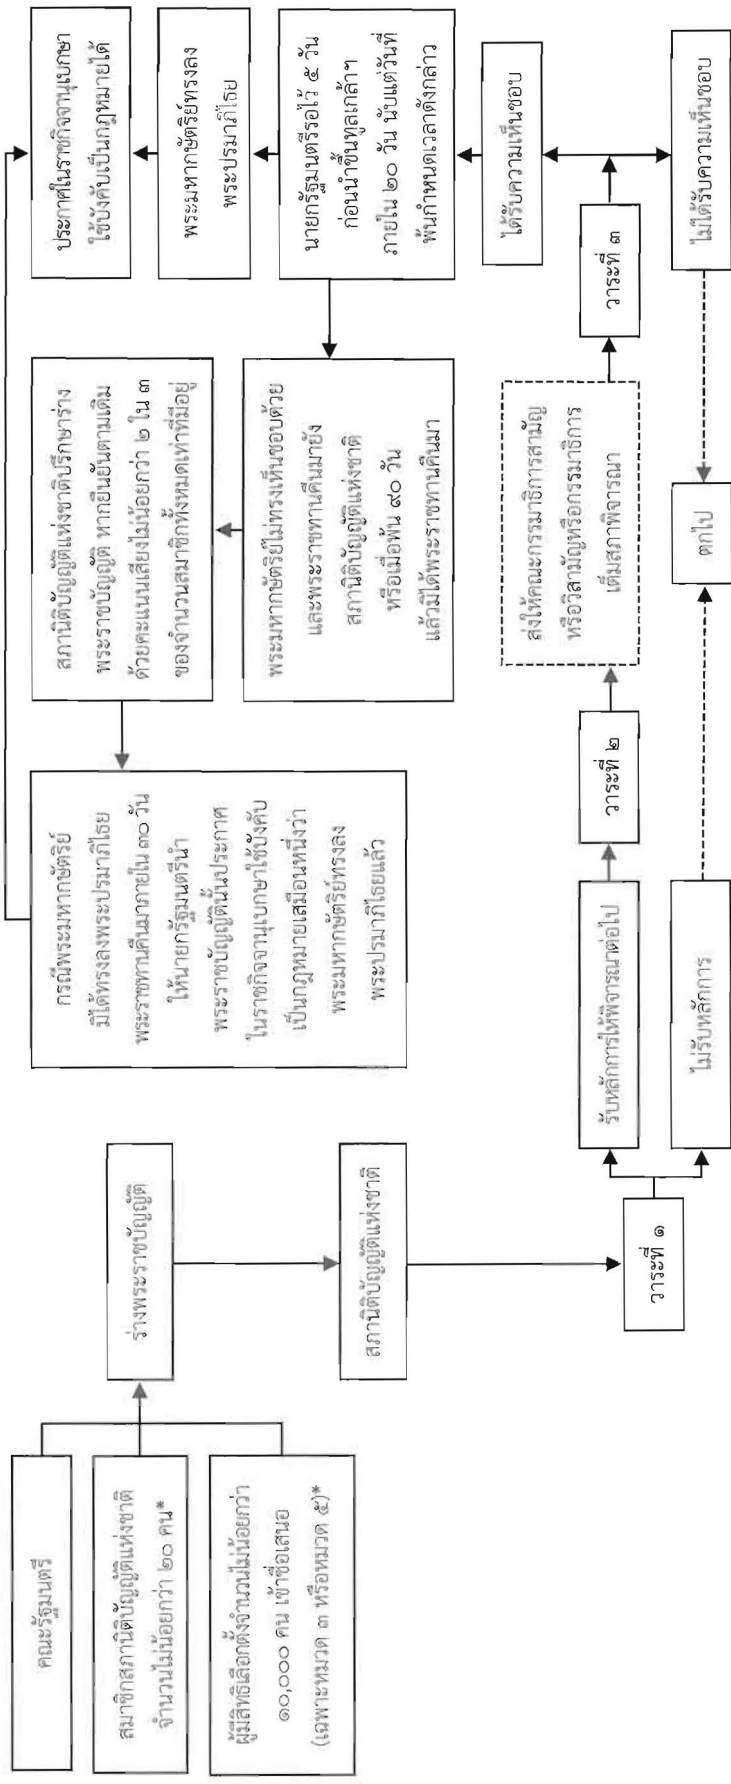 คณะรัฐมนตรี
สมาชิกสภานิติบัญญัติแห่งชาติ
จำนวนไม่น้อยกว่า ๒๐ คน*
ผู้มีสิทธิเลือกตั้งจำนวนไม่น้อยกว่า
๑๐,๐๐๐ คน เข้าชื่อเสนอ
(เฉพาะหมวด ๓ หรือหมวด ๕)*
ร่างพระราชบัญญัติ
สภานิติบัญญัติแห่งชาติ
วาระที่ ๑
รับหลักการให้พิจารณาต่อไป
ไม่รับหลักการ
วาระที่ ๒
ส่งให้คณะกรรมาธิการสามัญ
หรือวิสามัญหรือกรรมาธิการ
เต็มสภาพิจารณา
วาระที่ ๓
ตกไป
ได้รับความเห็นชอบ
ไม่ได้รับความเห็นชอบ
นายกรัฐมนตรีรอไว้ ๕ วัน
ก่อนนำขึ้นทูลเกล้าฯ
ภายใน ๒๐ วัน นับแต่วันที่
พ้นกำหนดเวลาดังกล่าว
พระมหากษัตริย์ทรงลง
พระปรมาภิไธย
ประกาศในราชกิจจานุเบกษา
ใช้บังคับเป็นกฎหมายได้
พระมหากษัตริย์ไม่ทรงเห็นชอบด้วย
และพระราชทานคืนมายัง
สภานิติบัญญัติแห่งชาติ
หรือเมื่อพ้น ๙๐ วัน
แล้วมิได้พระราชทานคืนมา
สภานิติบัญญัติแห่งชาติปรึกษาร่าง
พระราชบัญญัติ หากยืนยันตามเดิม
ด้วยคะแนนเสียงไม่น้อยกว่า ๒ ใน ๓
ของจำนวนสมาชิกทั้งหมดเท่าที่มีอยู่
กรณีพระมหากษัตริย์
มิได้ทรงลงพระปรมาภิไธย
พระราชทานคืนมาภายใน ๓๐ วัน
ให้นายกรัฐมนตรีนำ
พระราชบัญญัตินั้นประกาศ
ในราชกิจจานุเบกษาใช้บังคับ
เป็นกฎหมายเสมือนหนึ่งว่า
พระมหากษัตริย์ทรงลง
พระปรมาภิไธยแล้ว